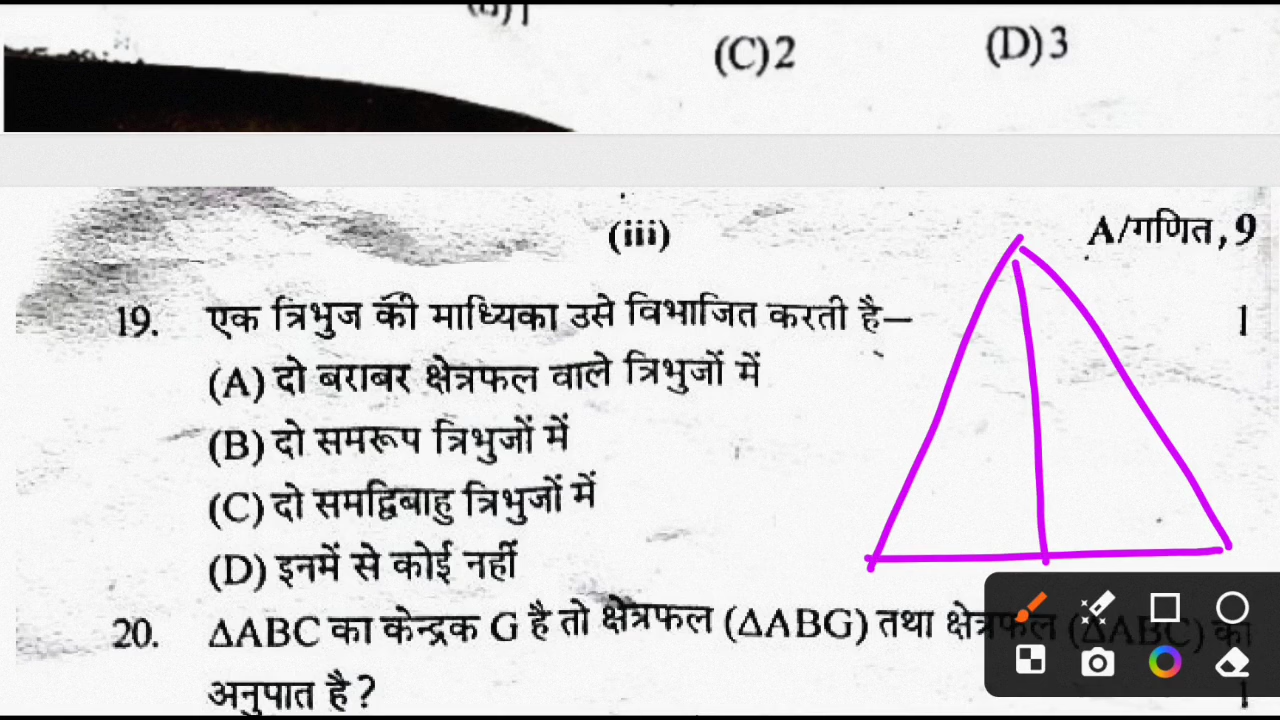 (C) 2 (D) 3
(iii)
A/गणित, 9
19. एक त्रिभुज की माध्यिका उसे विभाजित करती है— 1
(A) दो बराबर क्षेत्रफल वाले त्रिभुजों में
(B) दो समरूप त्रिभुजों में
(C) दो समद्विबाहु त्रिभुजों में
(D) इनमें से कोई नहीं
20. ΔABC का केन्द्रक G है तो क्षेत्रफल (ΔABG) तथा क्षेत्रफल (ΔABC) का
अनुपात है ? 1